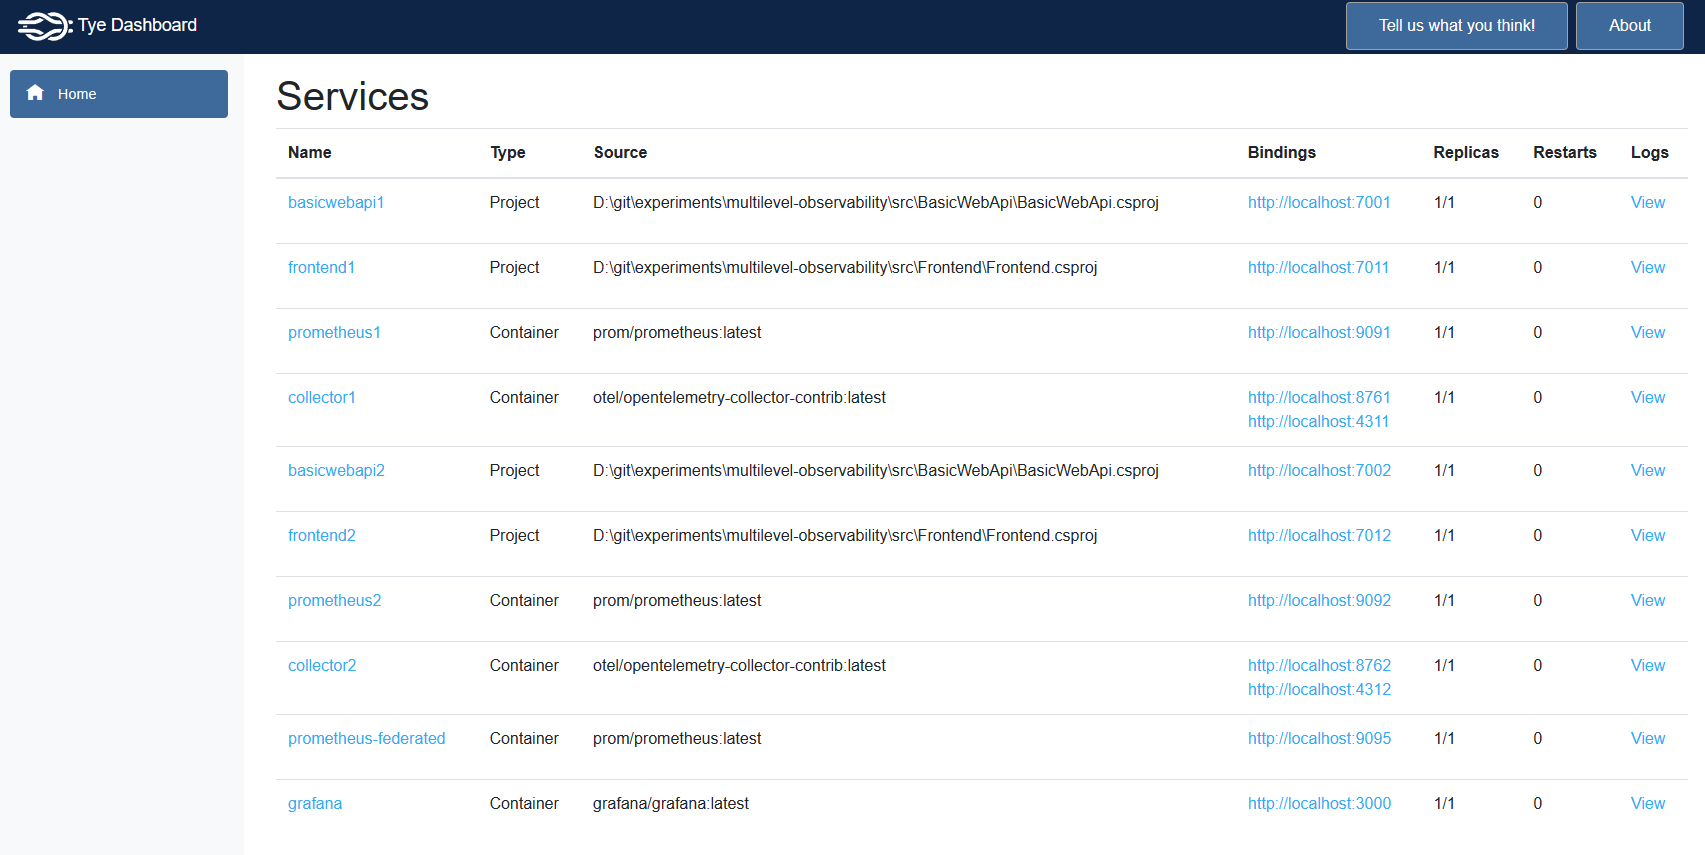 Tye Dashboard Tell us what you think! About
Home
Services
Name Type Source Bindings Replicas Restarts Logs
basicwebapi1 Project D:\git\experiments\multilevel-observability\src\BasicWebApi\BasicWebApi.csproj http://localhost:7001 1/1 0 View
frontend1 Project D:\git\experiments\multilevel-observability\src\Frontend\Frontend.csproj http://localhost:7011 1/1 0 View
prometheus1 Container prom/prometheus:latest http://localhost:9091 1/1 0 View
collector1 Container otel/opentelemetry-collector-contrib:latest http://localhost:8761 1/1 0 View
http://localhost:4311
basicwebapi2 Project D:\git\experiments\multilevel-observability\src\BasicWebApi\BasicWebApi.csproj http://localhost:7002 1/1 0 View
frontend2 Project D:\git\experiments\multilevel-observability\src\Frontend\Frontend.csproj http://localhost:7012 1/1 0 View
prometheus2 Container prom/prometheus:latest http://localhost:9092 1/1 0 View
collector2 Container otel/opentelemetry-collector-contrib:latest http://localhost:8762 1/1 0 View
http://localhost:4312
prometheus-federated Container prom/prometheus:latest http://localhost:9095 1/1 0 View
grafana Container grafana/grafana:latest http://localhost:3000 1/1 0 View